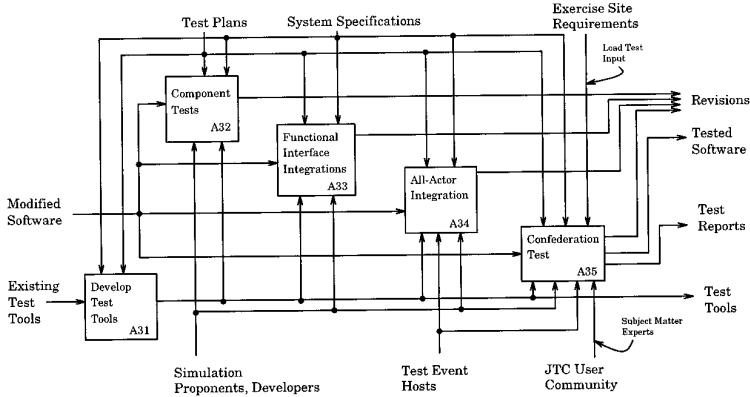 Test Plans
System Specifications
Exercise Site
Requirements
Load Test
Input
Component
Tests
A32
Revisions
Functional
Interface
Integrations
A33
Tested
Software
All-Actor
Integration
A34
Modified
Software
Test
Reports
Confederation
Test
A35
Existing
Test
Tools
Develop
Test
Tools
A31
Test
Tools
Subject Matter
Experts
Simulation
Proponents, Developers
Test Event
Hosts
JTC User
Community